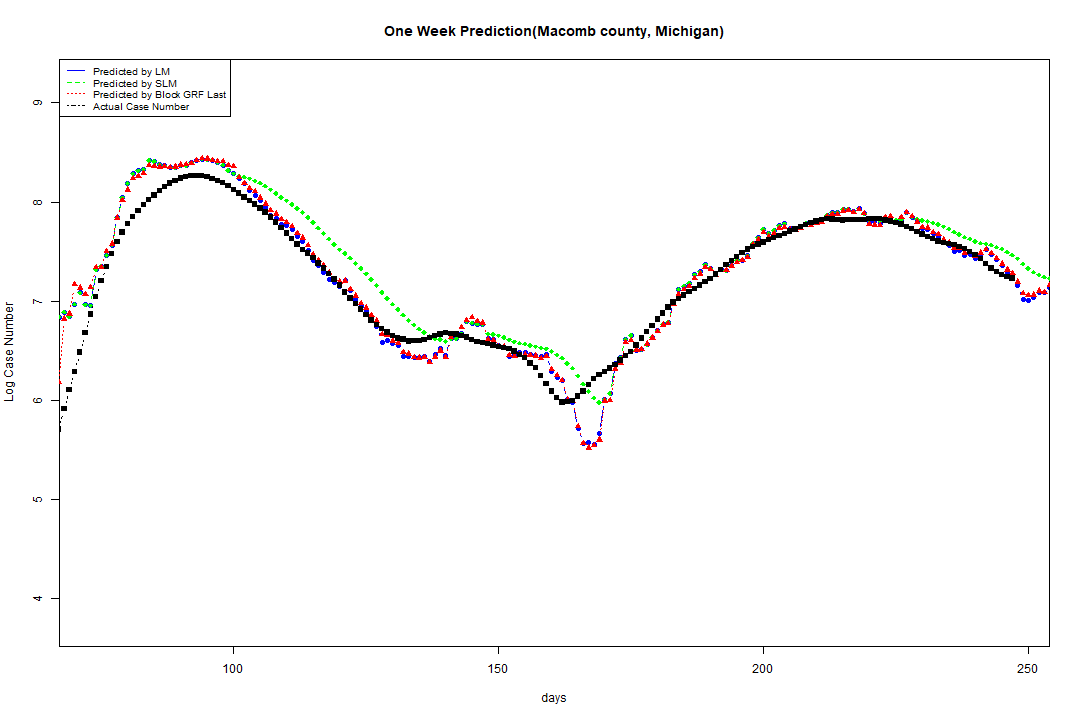 One Week Prediction(Macomb county, Michigan)
Predicted by LM
Predicted by SLM
Predicted by Block GRF Last
Actual Case Number
9
8
7
6
5
4
Log Case Number
100
150
200
250
days